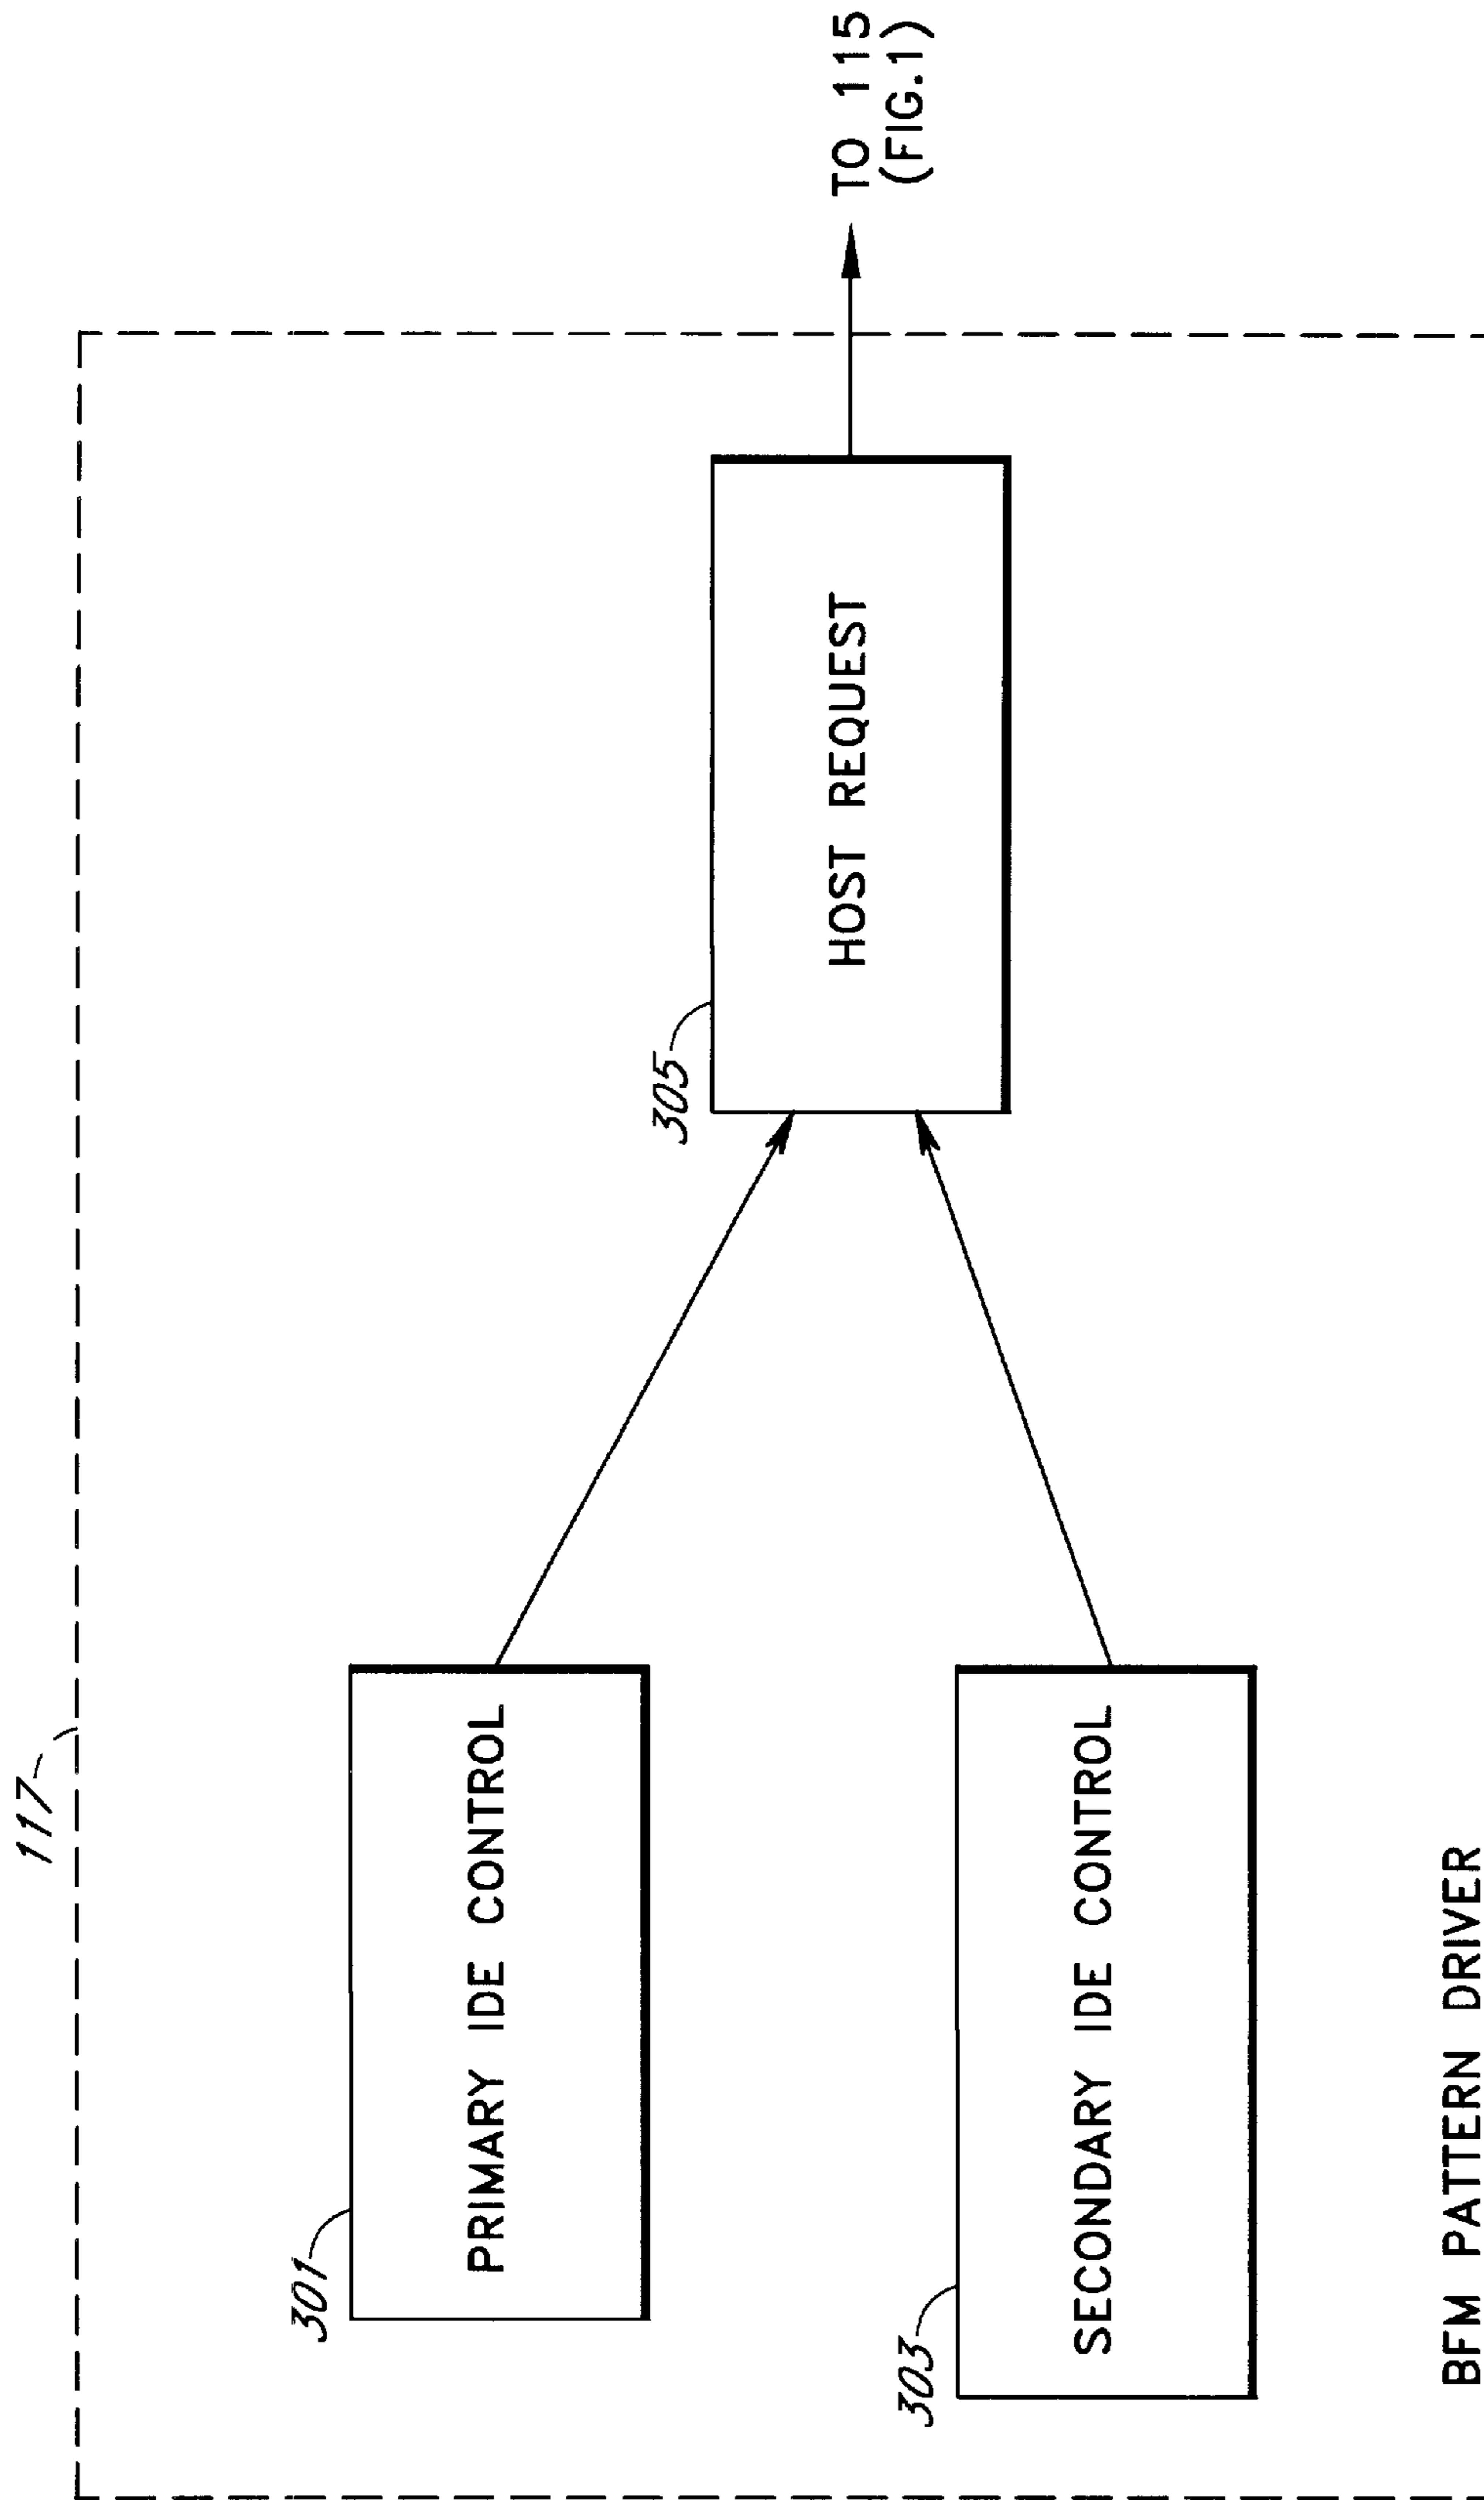 117
301
PRIMARY IDE CONTROL
305
HOST REQUEST
TO 115
(FIG.1)
303
SECONDARY IDE CONTROL
BFM PATTERN DRIVER